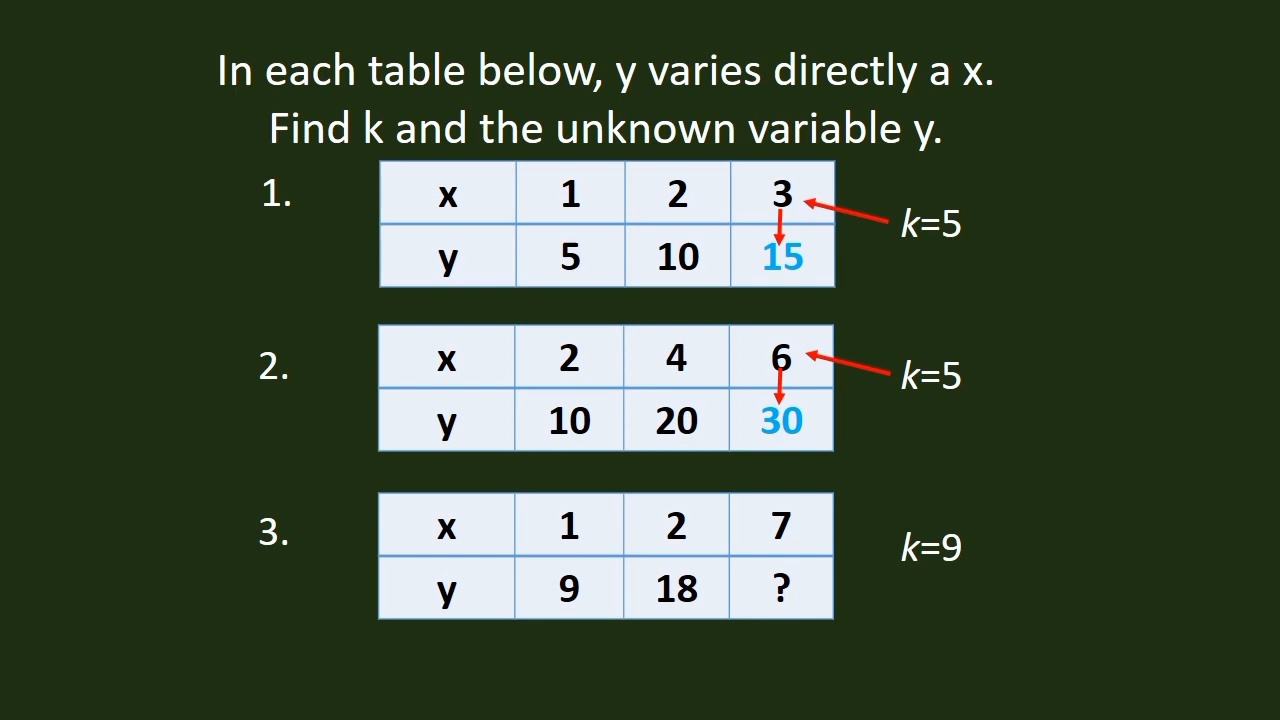 In each table below, y varies directly a x.
Find k and the unknown variable y.
1.
x 1 2 3
k=5
y 5 10 15
2.
x 2 4 6
k=5
y 10 20 30
3.
x 1 2 7
k=9
y 9 18 ?